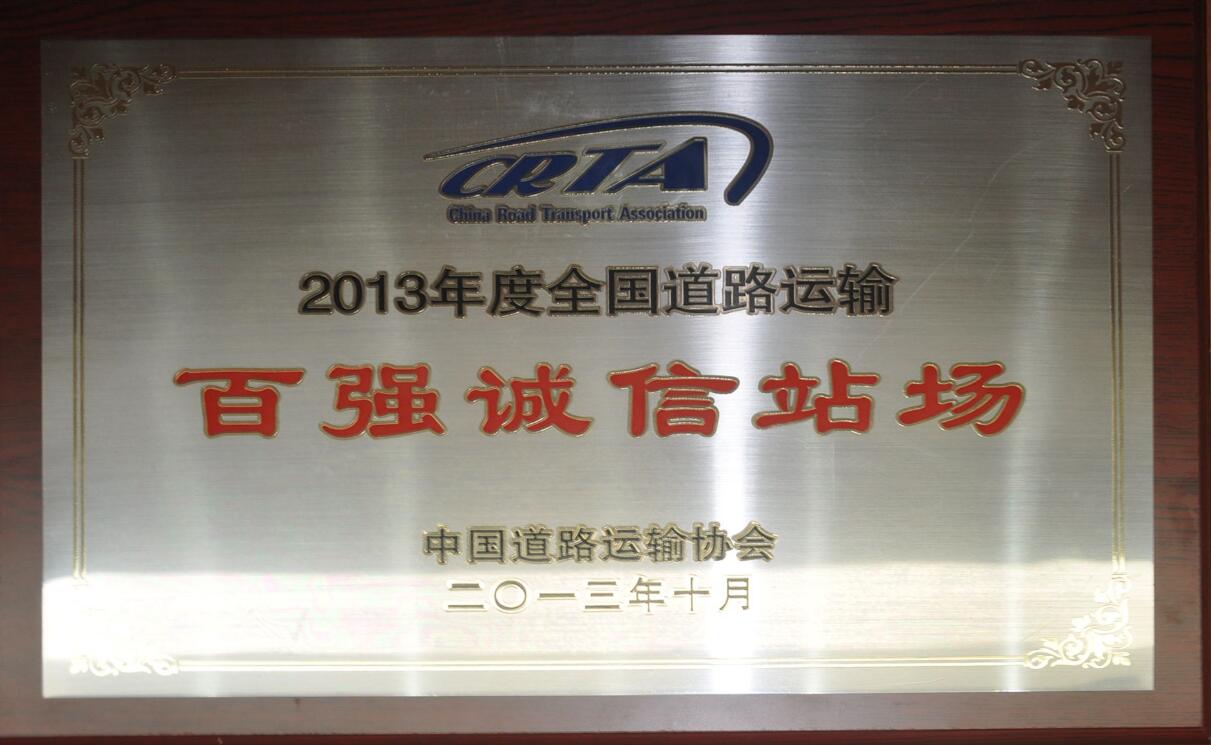 CRTA
China Road Transport Association
2013年度全国道路运输
百强诚信站场
中国道路运输协会
二〇一三年十月